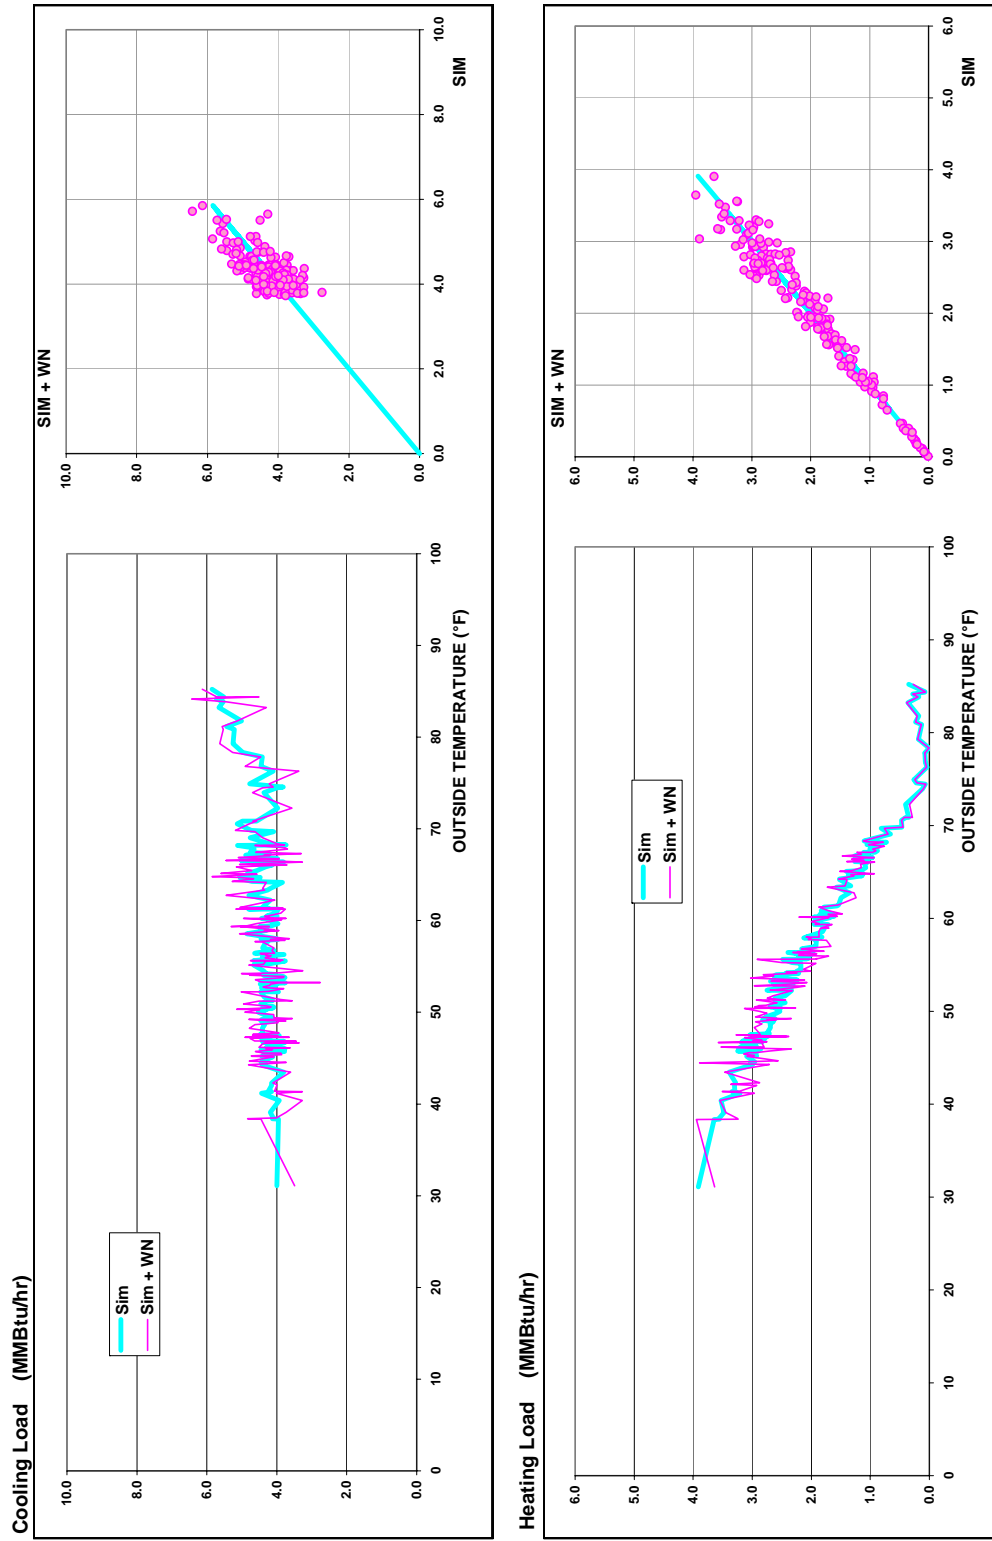 Cooling Load (MMBtu/hr)
10.0
8.0
6.0
4.0
2.0
0.0
0 10 20 30 40 50 60 70 80 90 100
OUTSIDE TEMPERATURE (°F)
Sim
Sim + WN
SIM + WN
10.0
8.0
6.0
4.0
2.0
0.0
0.0 2.0 4.0 6.0 8.0 10.0
SIM
Heating Load (MMBtu/hr)
6.0
5.0
4.0
3.0
2.0
1.0
0.0
0 10 20 30 40 50 60 70 80 90 100
OUTSIDE TEMPERATURE (°F)
Sim
Sim + WN
SIM + WN
6.0
5.0
4.0
3.0
2.0
1.0
0.0
0.0 1.0 2.0 3.0 4.0 5.0 6.0
SIM